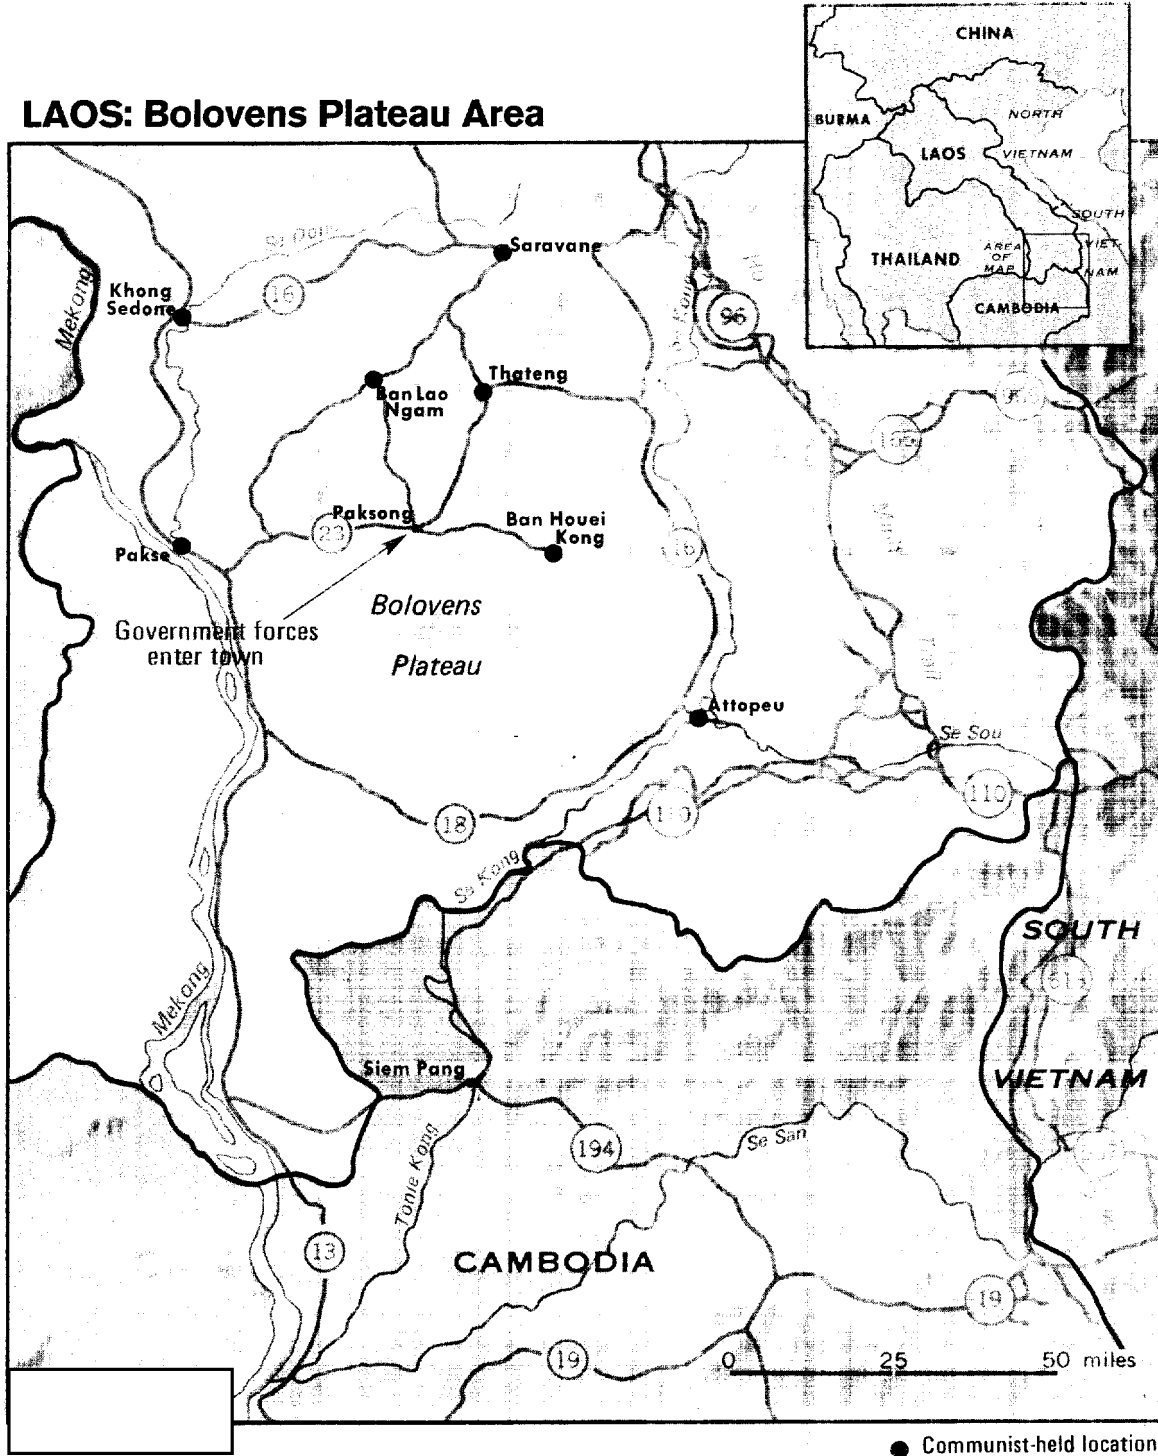 LAOS: Bolovens Plateau Area
CHINA
BURMA
NORTH
VIETNAM
LAOS
SOUTH
VIET-
NAM
THAILAND
AREA
OF
MAP
CAMBODIA
Saravane
Mekong
Khong
Sedone
16
96
Ban Lao
Ngam
Thateng
Paksong
23
Ban Houei
Kong
16
Pakse
Bolovens
Plateau
Government forces
enter town
Attopeu
Se Sou
110
110
18
Se Kong
SOUTH
VIETNAM
Mekong
Siem Pang
194
Se San
Tonle Kong
13
CAMBODIA
19
19
0 25 50 miles
Communist-held location